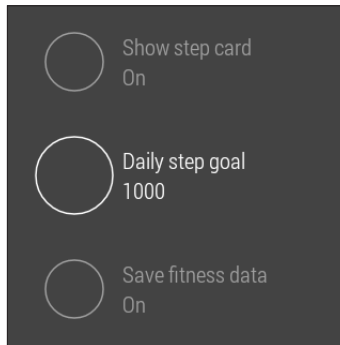 Show step card
On
Daily step goal
1000
Save fitness data
On